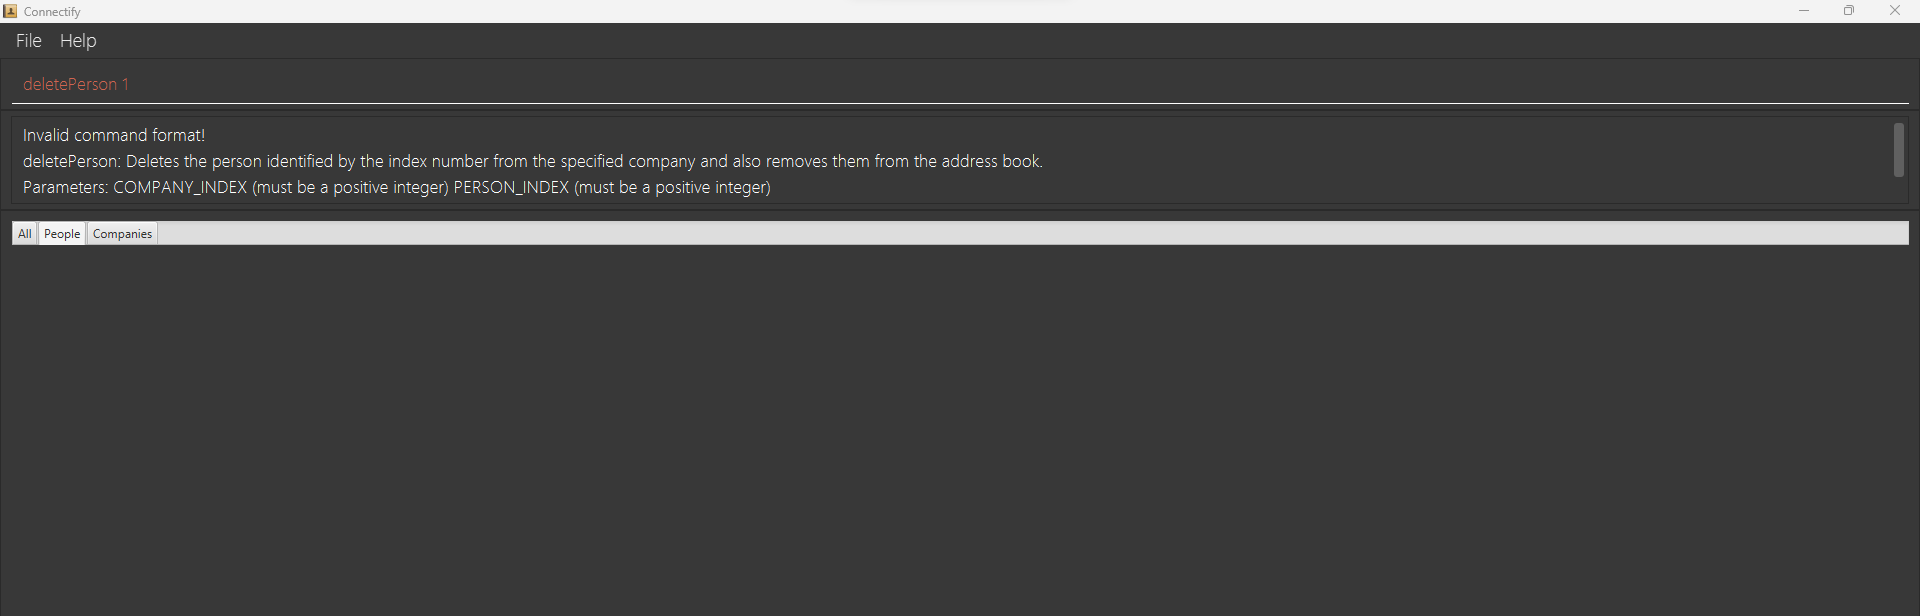 Connectify
File Help
deletePerson 1
Invalid command format!
deletePerson: Deletes the person identified by the index number from the specified company and also removes them from the address book.
Parameters: COMPANY_INDEX (must be a positive integer) PERSON_INDEX (must be a positive integer)
All People Companies